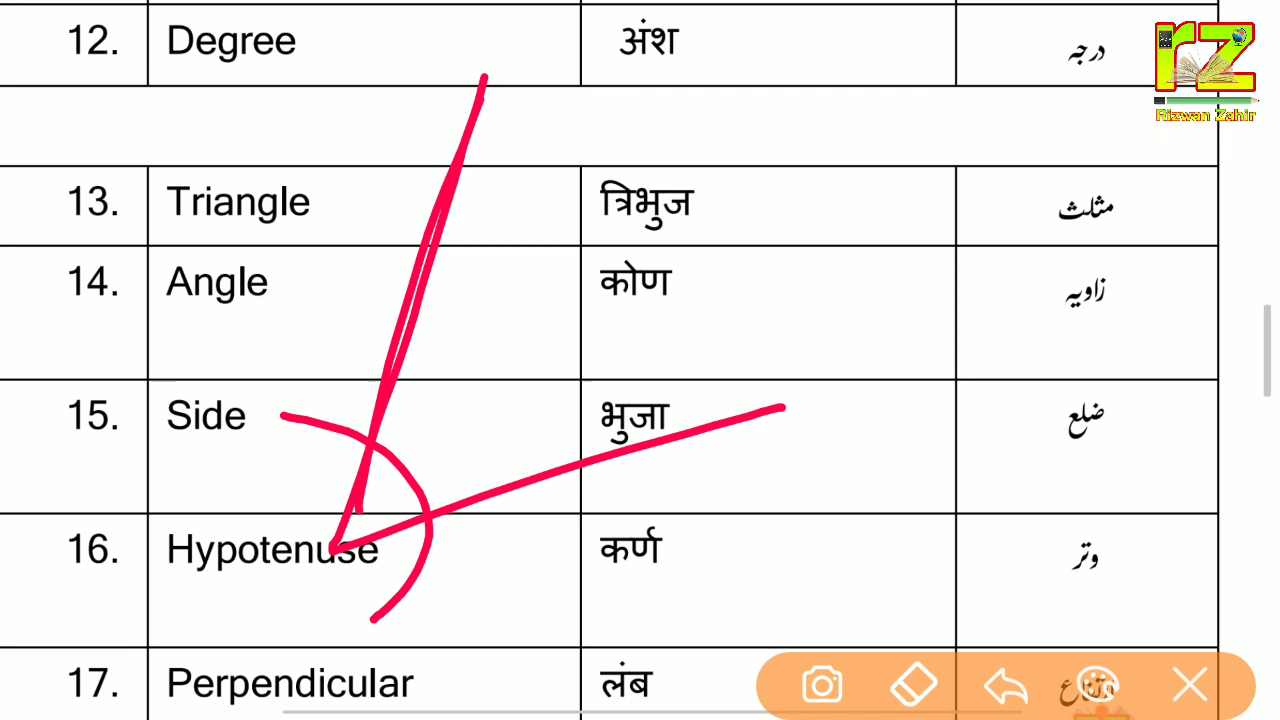 12. Degree अंश درجہ
rz
Rizwan Zahir
13. Triangle त्रिभुज مثلث
14. Angle कोण زاویہ
15. Side भुजा ضلع
16. Hypotenuse कर्ण وتر
17. Perpendicular लंब